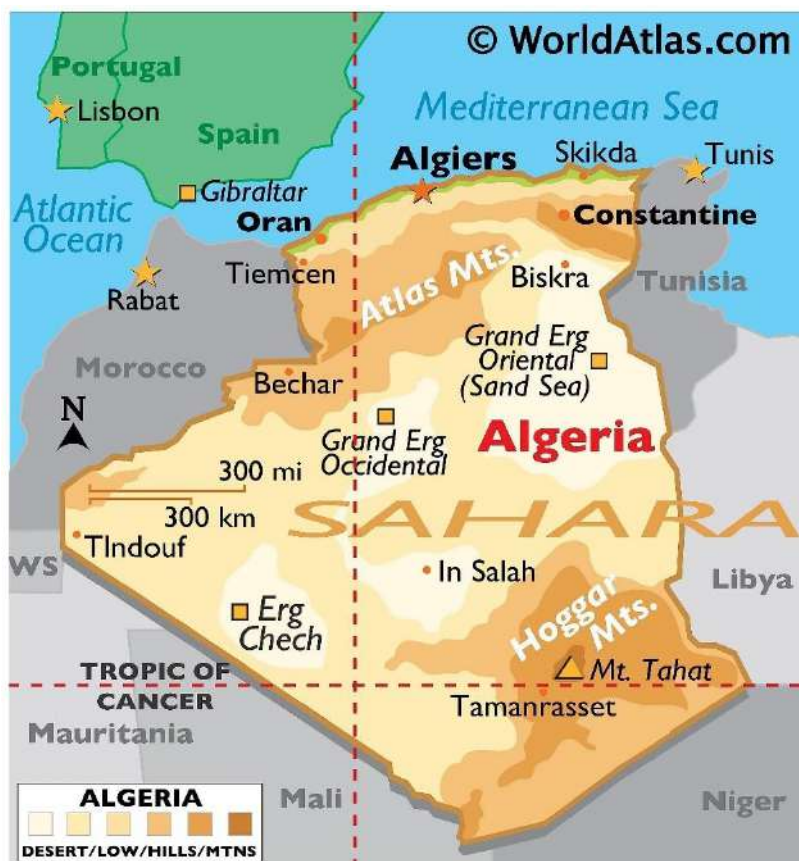 © WorldAtlas.com
Portugal
Lisbon
Spain
Mediterranean Sea
Algiers
Skikda
Tunis
Gibraltar
Atlantic
Ocean
Oran
Constantine
Tiemcen
Atlas Mts.
Biskra
Rabat
Tunisia
Morocco
Grand Erg
Oriental
(Sand Sea)
Bechar
N
Grand Erg
Occidental
Algeria
300 mi
300 km
SAHARA
TIndouf
WS
In Salah
Libya
Erg
Chech
Hoggar
Mts.
TROPIC OF
CANCER
Mt. Tahat
Tamanrasset
Mauritania
Mali
Niger
ALGERIA
DESERT/LOW/HILLS/MTNS